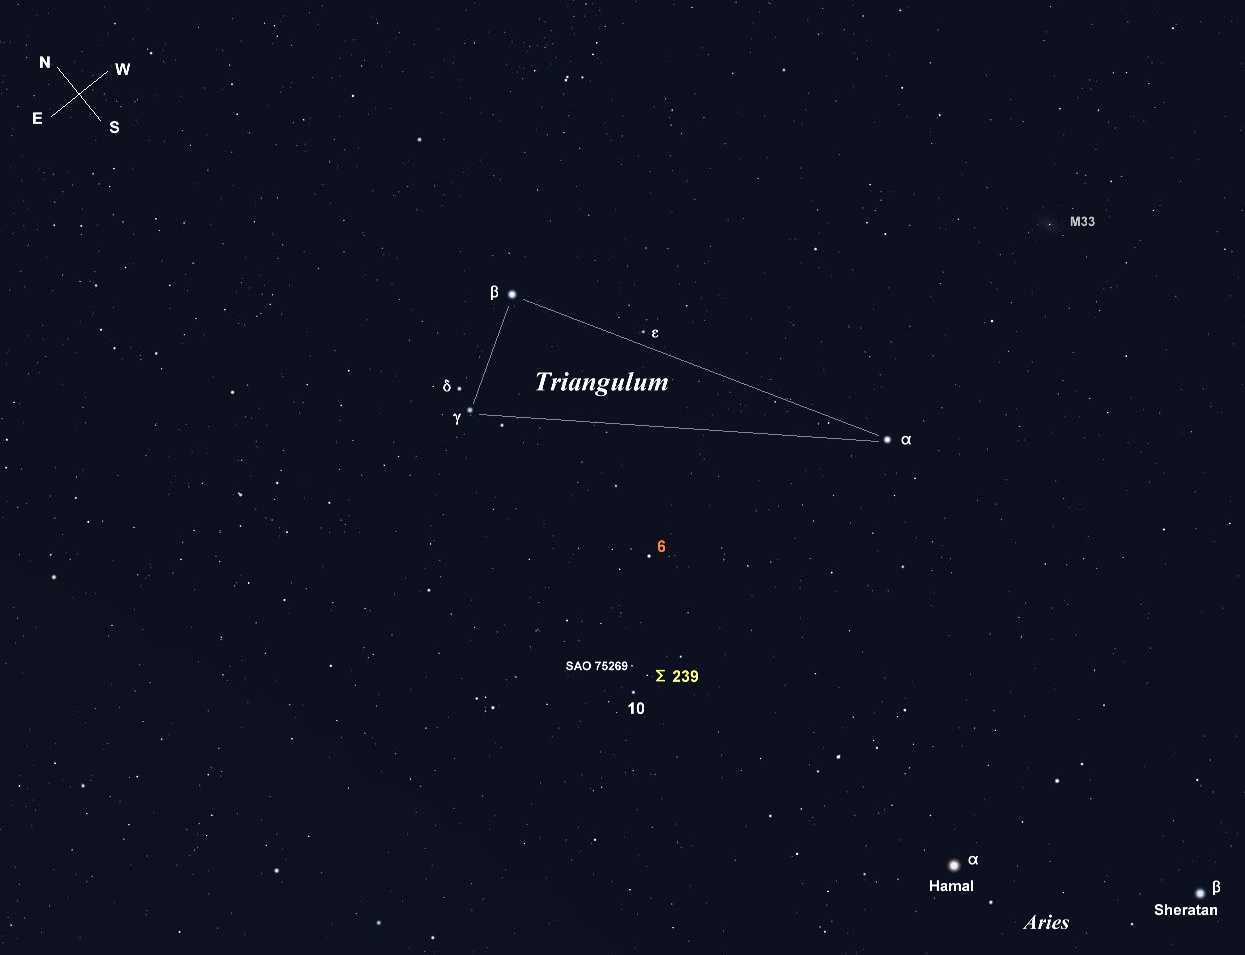 N
W
E
S
M33
β
ε
Triangulum
δ
γ
α
6
SAO 75269
Σ 239
10
α
Hamal
β
Sheratan
Aries